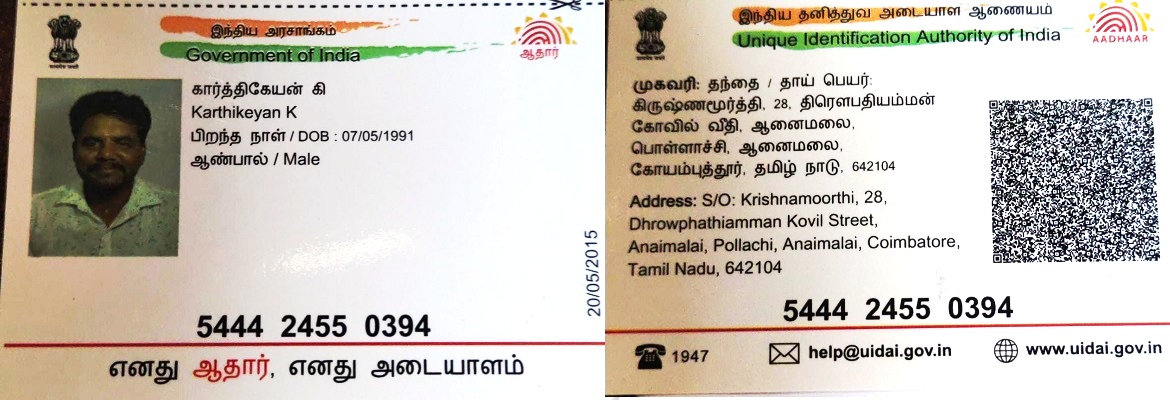 இந்திய அரசாங்கம்
Government of India
ஆதார்
கார்த்திகேயன் கி
Karthikeyan K
பிறந்த நாள் / DOB : 07/05/1991
ஆண்பால் / Male
20/05/2015
5444 2455 0394
எனது ஆதார், எனது அடையாளம்
இந்திய தனித்துவ அடையாள ஆணையம்
Unique Identification Authority of India
AADHAAR
முகவரி: தந்தை / தாய் பெயர்:
கிருஷ்ணமூர்த்தி, 28, திரௌபதியம்மன்
கோவில் வீதி, ஆனைமலை,
பொள்ளாச்சி, ஆனைமலை,
கோயம்புத்தூர், தமிழ் நாடு, 642104
Address: S/O: Krishnamoorthi, 28,
Dhrowphathiamman Kovil Street,
Anaimalai, Pollachi, Anaimalai, Coimbatore,
Tamil Nadu, 642104
5444 2455 0394
1947
help@uidai.gov.in
www.uidai.gov.in